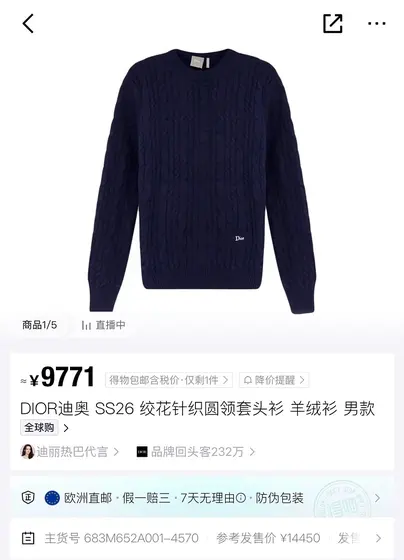 Dior
商品1/5 直播中
≈¥9771 得物包邮含税价·仅剩1件 降价提醒
DIOR迪奥 SS26 绞花针织圆领套头衫 羊绒衫 男款
全球购
迪丽热巴代言 DIOR 品牌回头客232万
欧洲直邮·假一赔三·7天无理由·防伪包装
主货号 683M652A001-4570 参考发售价 ¥14450 发售